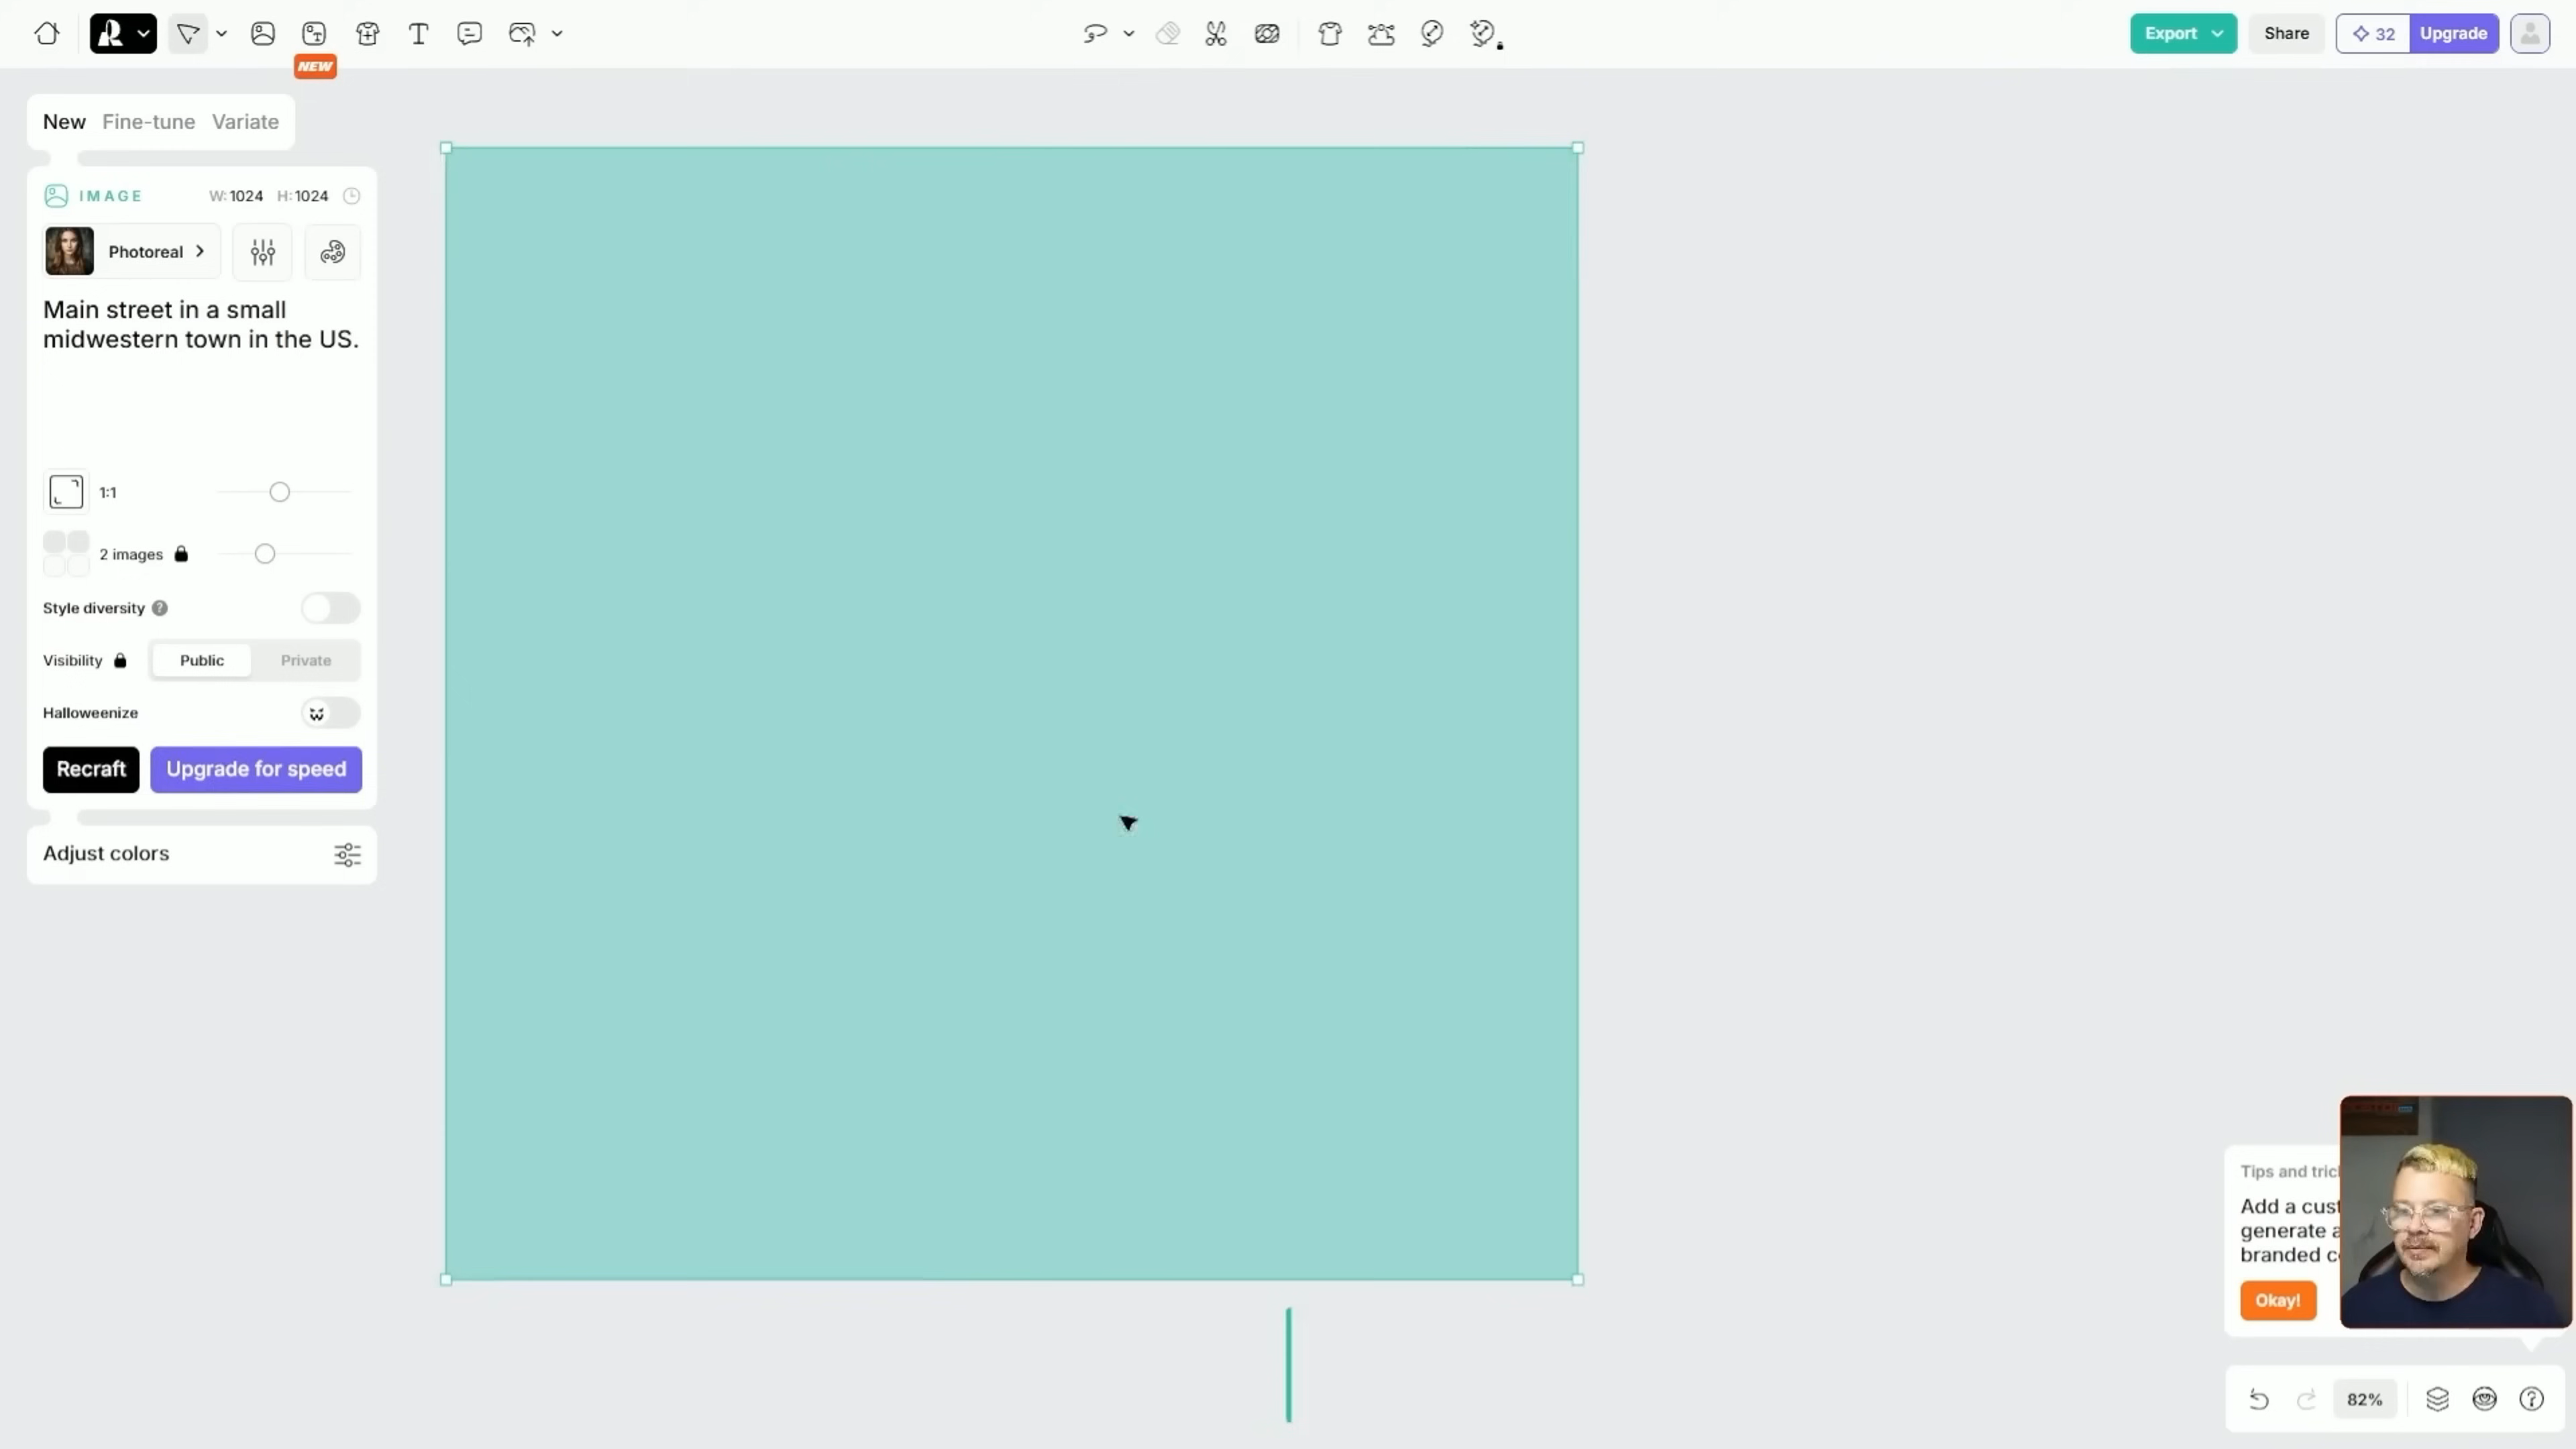 Export
Share
32
Upgrade
NEW
New
Fine-tune
Variate
IMAGE
W: 1024
H: 1024
Photoreal
Main street in a small
midwestern town in the US.
1:1
2 images
Style diversity
?
Visibility
Public
Private
Halloweenize
Recraft
Upgrade for speed
Adjust colors
Tips and tric
Add a cust
generate a
branded c
Okay!
82%
?